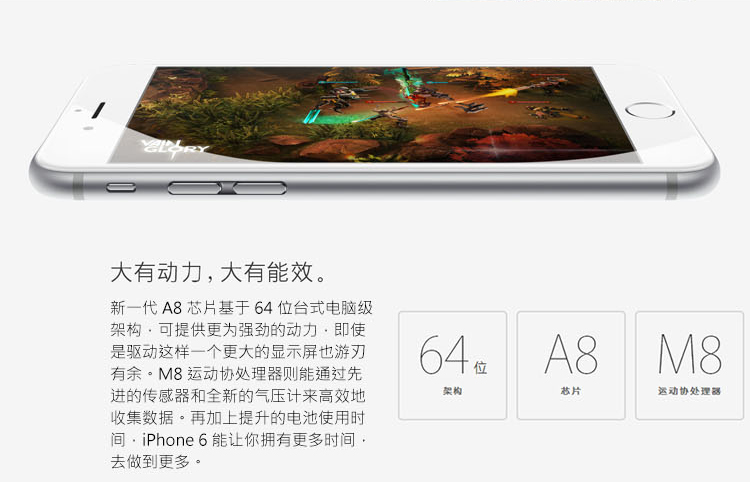 VAIN
GLORY
大有动力，大有能效。
新一代 A8 芯片基于 64 位台式电脑级
架构，可提供更为强劲的动力，即使
是驱动这样一个更大的显示屏也游刃
有余。M8 运动协处理器则能通过先
进的传感器和全新的气压计来高效地
收集数据。再加上提升的电池使用时
间，iPhone 6 能让你拥有更多时间，
去做到更多。
64 位
架构
A8
芯片
M8
运动协处理器